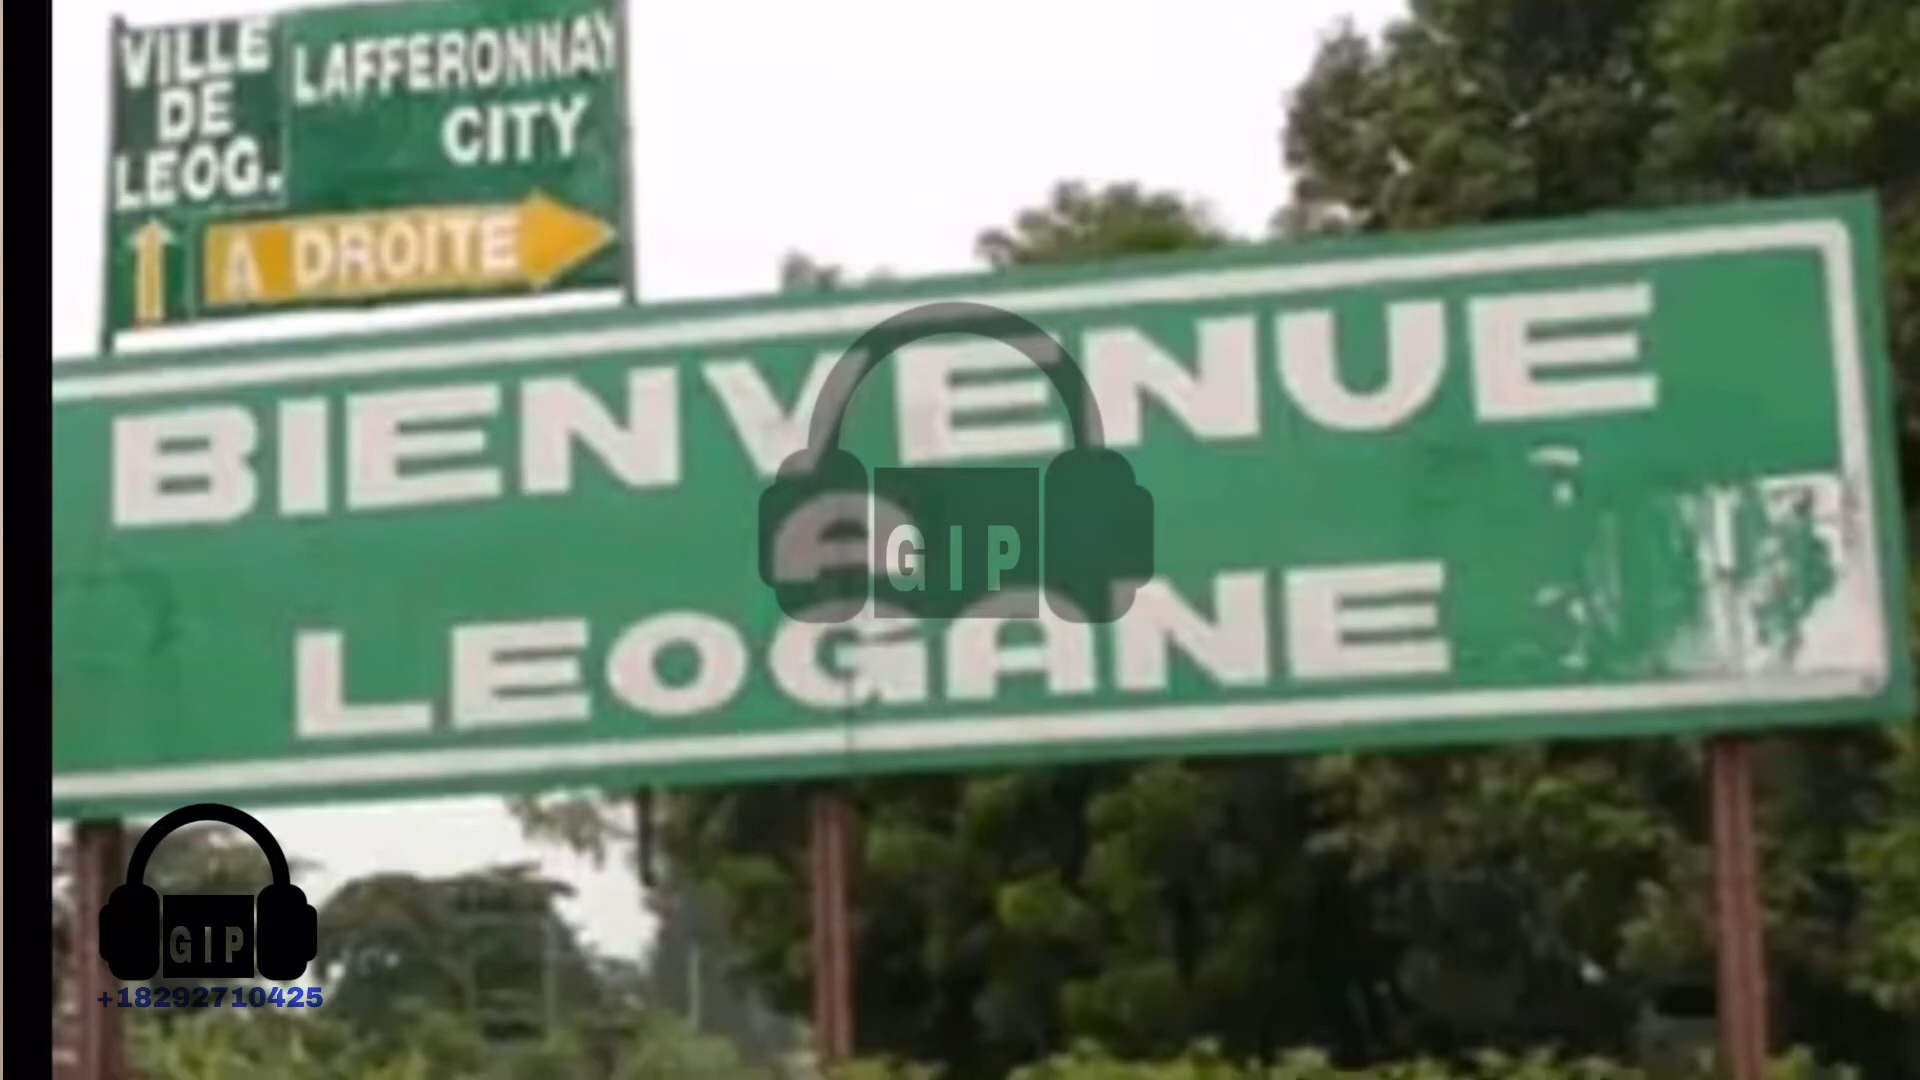 VILLE
DE
LEOG.
LAFFERONNAY
CITY
A DROITE
BIENVENUE
A
LEOGANE
GIP
GIP
+18292710425